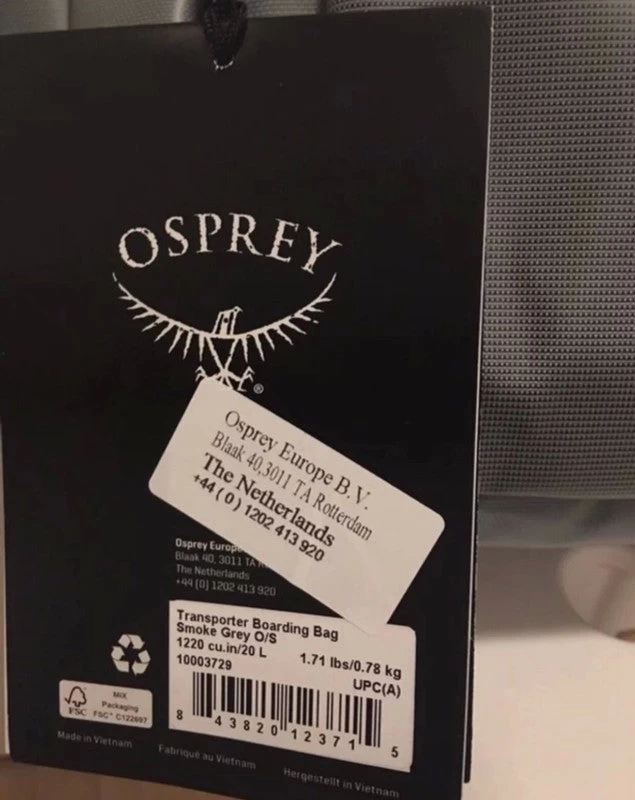 OSPREY
®
Osprey Europe B.V.
Blaak 40,3011 TA Rotterdam
The Netherlands
+44 ( 0 ) 1202 413 920
Osprey Europe
Blaak 40, 3011 TA
The Netherlands
+44 (0) 1202 413 920
Transporter Boarding Bag
Smoke Grey O/S
1220 cu.in/20 L
1.71 lbs/0.78 kg
10003729
UPC(A)
8 43820 12371 5
FSC
MIX
Packaging
FSC® C122697
Made in Vietnam
Fabriqué au Vietnam
Hergestellt in Vietnam